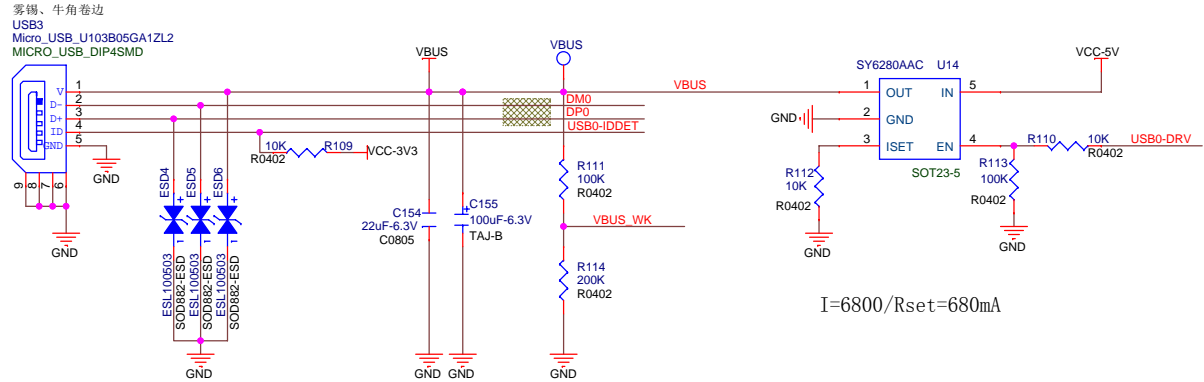 雾锡、牛角卷边
USB3
Micro_USB_U103B05GA1ZL2
MICRO_USB_DIP4SMD
V
D-
D+
ID
GND
1
2
3
4
5
9
8
7
6
GND
GND
10K
R109
R0402
VCC-3V3
ESD4
ESD5
ESD6
+
+
+
1
1
1
ESL100503
SOD882-ESD
ESL100503
SOD882-ESD
ESL100503
SOD882-ESD
GND
VBUS
C154
22uF-6.3V
C0805
GND
+
C155
100uF-6.3V
TAJ-B
GND
VBUS
DM0
DP0
USB0-IDDET
R111
100K
R0402
VBUS_WK
R114
200K
R0402
GND
VBUS
SY6280AAC
U14
1
OUT
IN
5
2
GND
3
ISET
EN
4
SOT23-5
GND
VCC-5V
R112
10K
R0402
GND
R113
100K
R0402
GND
R110
10K
R0402
USB0-DRV
I=6800/Rset=680mA